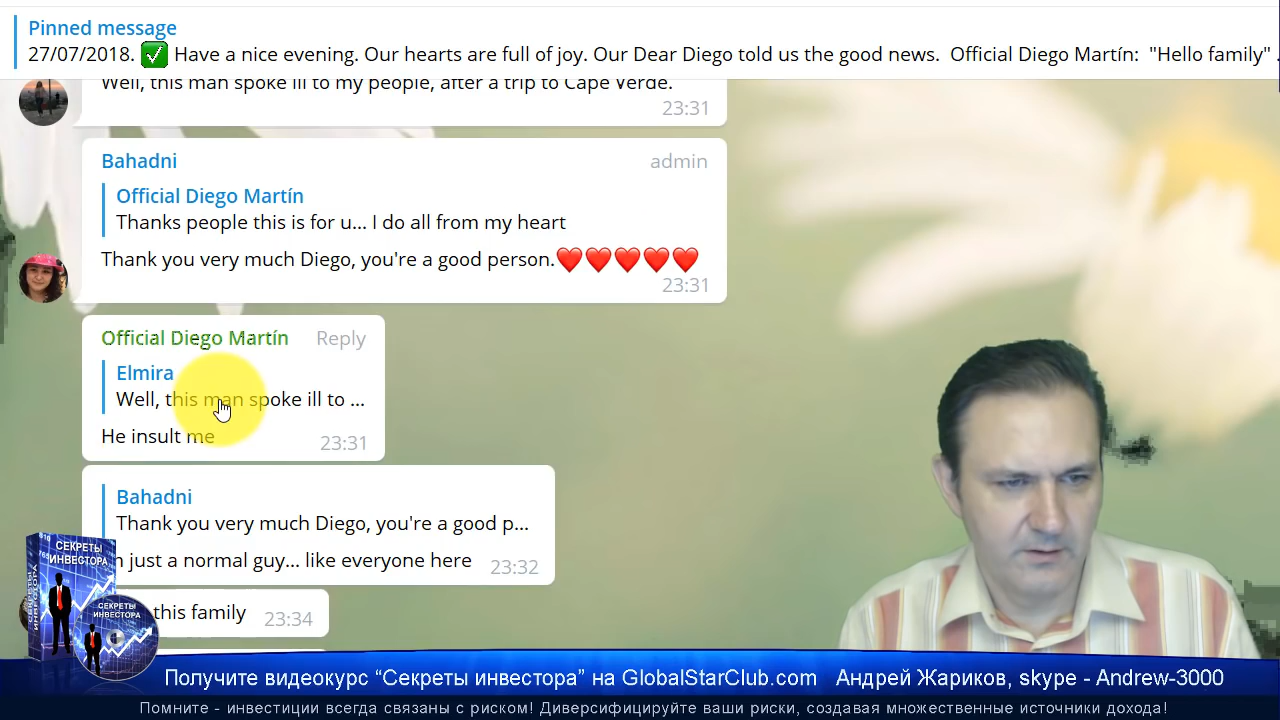 Pinned message
27/07/2018. ✅ Have a nice evening. Our hearts are full of joy. Our Dear Diego told us the good news. Official Diego Martín: "Hello family"
Well, this man spoke ill to my people, after a trip to Cape Verde.
23:31
Bahadni admin
Official Diego Martín
Thanks people this is for u... I do all from my heart
Thank you very much Diego, you're a good person.❤️❤️❤️❤️❤️
23:31
Official Diego Martín Reply
Elmira
Well, this man spoke ill to ...
He insult me 23:31
Bahadni
Thank you very much Diego, you're a good p...
just a normal guy... like everyone here 23:32
this family 23:34
СЕКРЕТЫ
ИНВЕСТОРА
СЕКРЕТЫ
ИНВЕСТОРА
СЕКРЕТЫ
ИНВЕСТОРА
Получите видеокурс “Секреты инвестора” на GlobalStarClub.com Андрей Жариков, skype - Andrew-3000
Помните - инвестиции всегда связаны с риском! Диверсифицируйте ваши риски, создавая множественные источники дохода!